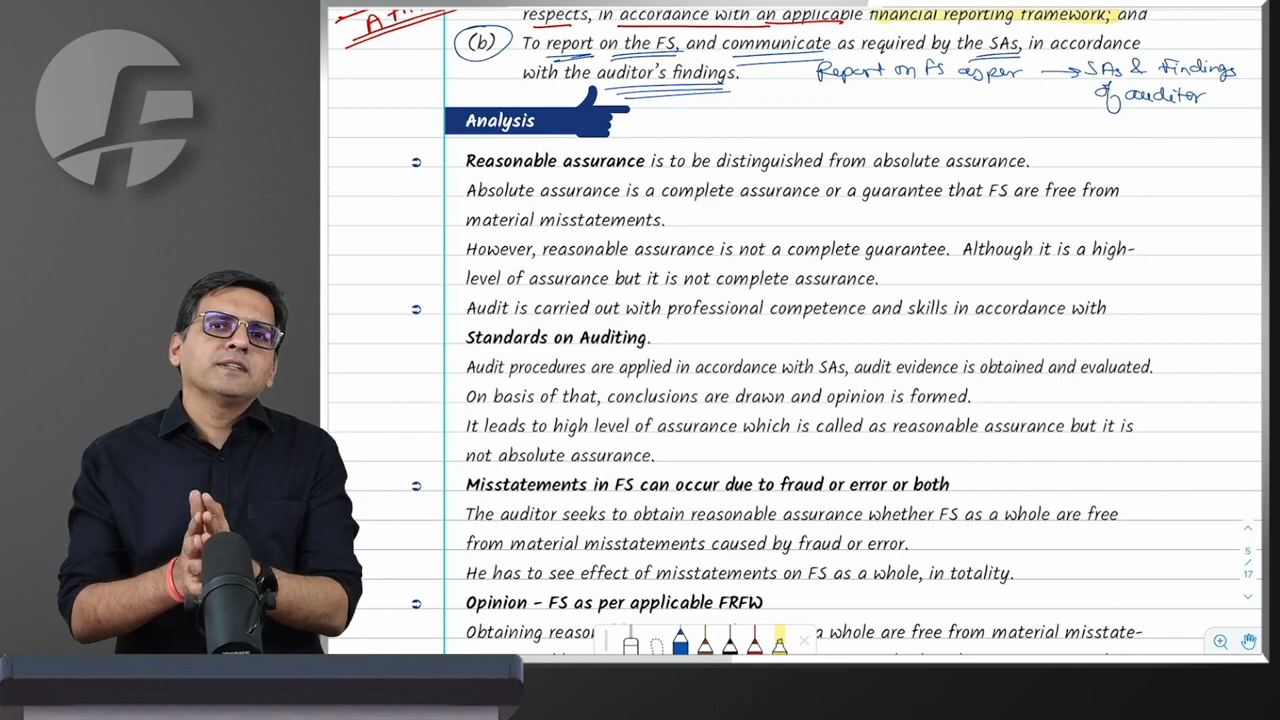 respects, in accordance with an applicable financial reporting framework; and
(b) To report on the FS, and communicate as required by the SAs, in accordance
with the auditor's findings.
Report on FS as per → SAs & Findings
of auditor
Analysis
Reasonable assurance is to be distinguished from absolute assurance.
Absolute assurance is a complete assurance or a guarantee that FS are free from
material misstatements.
However, reasonable assurance is not a complete guarantee. Although it is a high-
level of assurance but it is not complete assurance.
Audit is carried out with professional competence and skills in accordance with
Standards on Auditing.
Audit procedures are applied in accordance with SAs, audit evidence is obtained and evaluated.
On basis of that, conclusions are drawn and opinion is formed.
It leads to high level of assurance which is called as reasonable assurance but it is
not absolute assurance.
Misstatements in FS can occur due to fraud or error or both
The auditor seeks to obtain reasonable assurance whether FS as a whole are free
from material misstatements caused by fraud or error.
He has to see effect of misstatements on FS as a whole, in totality.
Opinion - FS as per applicable FRFW
Obtaining a whole are free from material misstate-
5
/
17